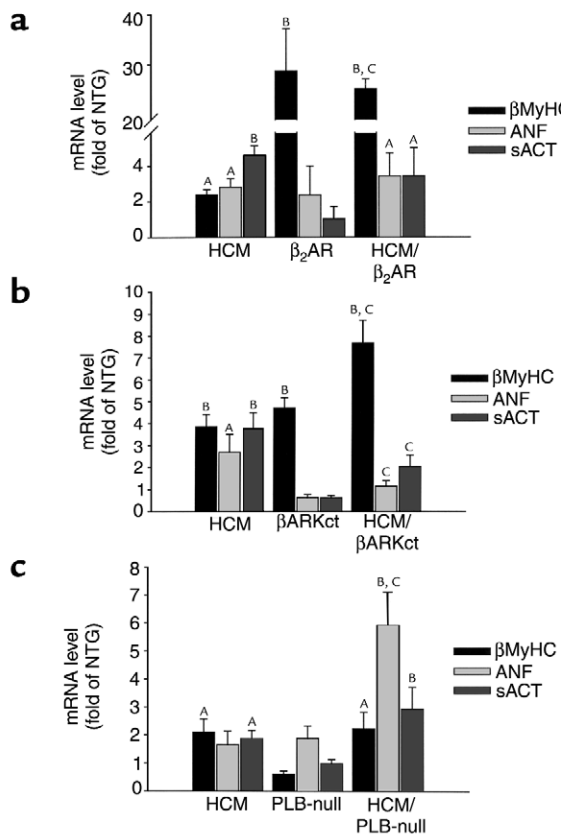 a
mRNA level
(fold of NTG)
40
30
20
4
2
0
A
A
B
B
B, C
A
A
HCM
β₂AR
HCM/
β₂AR
βMyHC
ANF
sACT
b
mRNA level
(fold of NTG)
10
9
8
7
6
5
4
3
2
1
0
B
A
B
B
B, C
C
C
HCM
βARKct
HCM/
βARKct
βMyHC
ANF
sACT
c
mRNA level
(fold of NTG)
8
7
6
5
4
3
2
1
0
A
A
A
B, C
B
HCM
PLB-null
HCM/
PLB-null
βMyHC
ANF
sACT